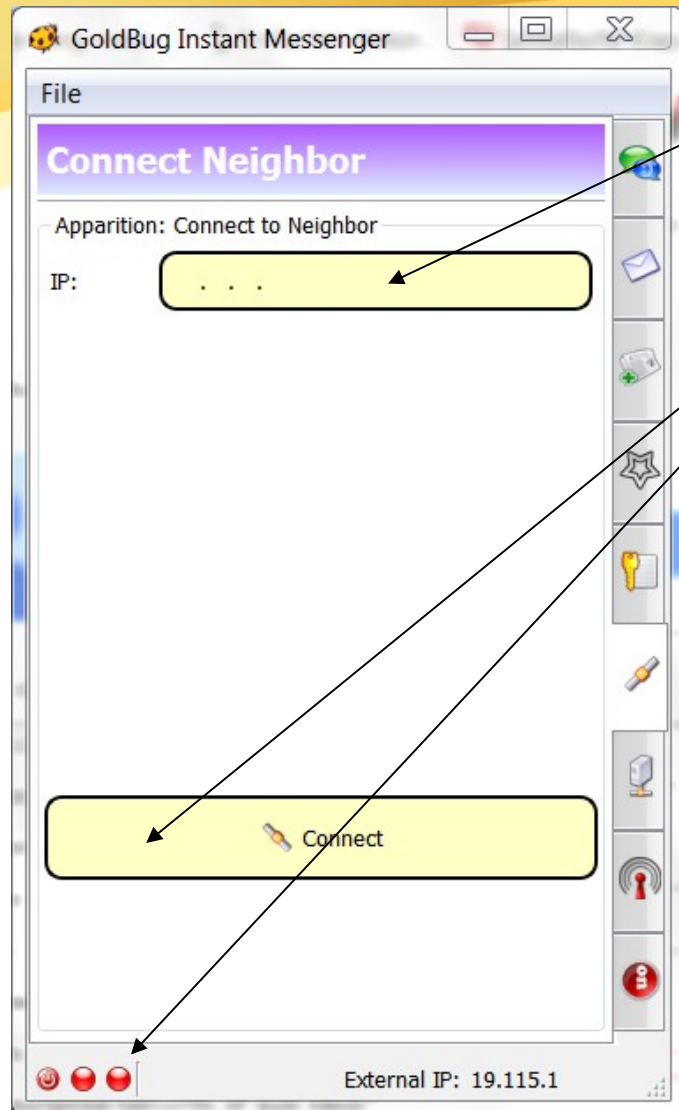 GoldBug Instant Messenger
File
Connect Neighbor
Apparition: Connect to Neighbor
IP: . . .
Connect
External IP: 19.115.1